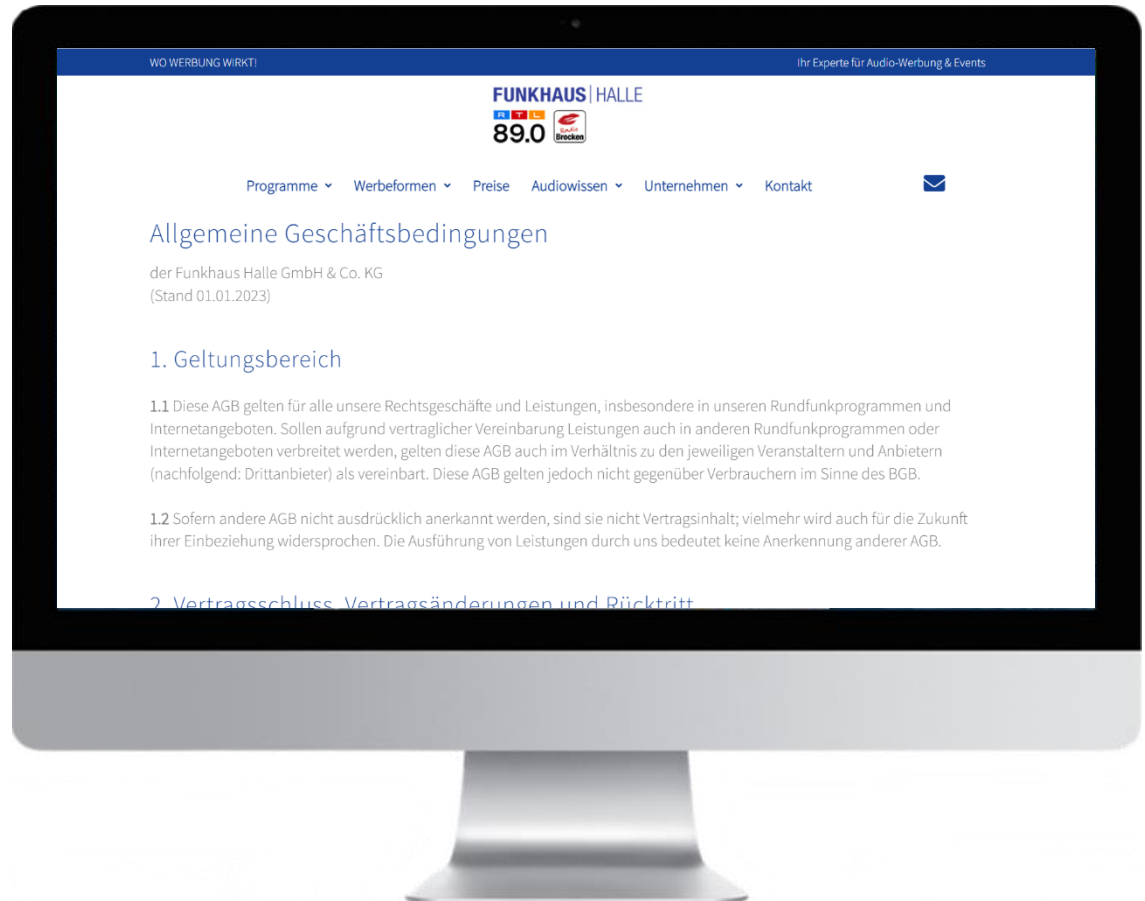 WO WERBUNG WIRKT!
Ihr Experte für Audio-Werbung & Events
FUNKHAUS | HALLE
RTL
89.0
Radio
Brocken
Programme
Werbeformen
Preise
Audiowissen
Unternehmen
Kontakt
Allgemeine Geschäftsbedingungen
der Funkhaus Halle GmbH & Co. KG
(Stand 01.01.2023)
1. Geltungsbereich
1.1 Diese AGB gelten für alle unsere Rechtsgeschäfte und Leistungen, insbesondere in unseren Rundfunkprogrammen und
Internetangeboten. Sollen aufgrund vertraglicher Vereinbarung Leistungen auch in anderen Rundfunkprogrammen oder
Internetangeboten verbreitet werden, gelten diese AGB auch im Verhältnis zu den jeweiligen Veranstaltern und Anbietern
(nachfolgend: Drittanbieter) als vereinbart. Diese AGB gelten jedoch nicht gegenüber Verbrauchern im Sinne des BGB.
1.2 Sofern andere AGB nicht ausdrücklich anerkannt werden, sind sie nicht Vertragsinhalt; vielmehr wird auch für die Zukunft
ihrer Einbeziehung widersprochen. Die Ausführung von Leistungen durch uns bedeutet keine Anerkennung anderer AGB.
2. Vertragsschluss, Vertragsänderungen und Rücktritt